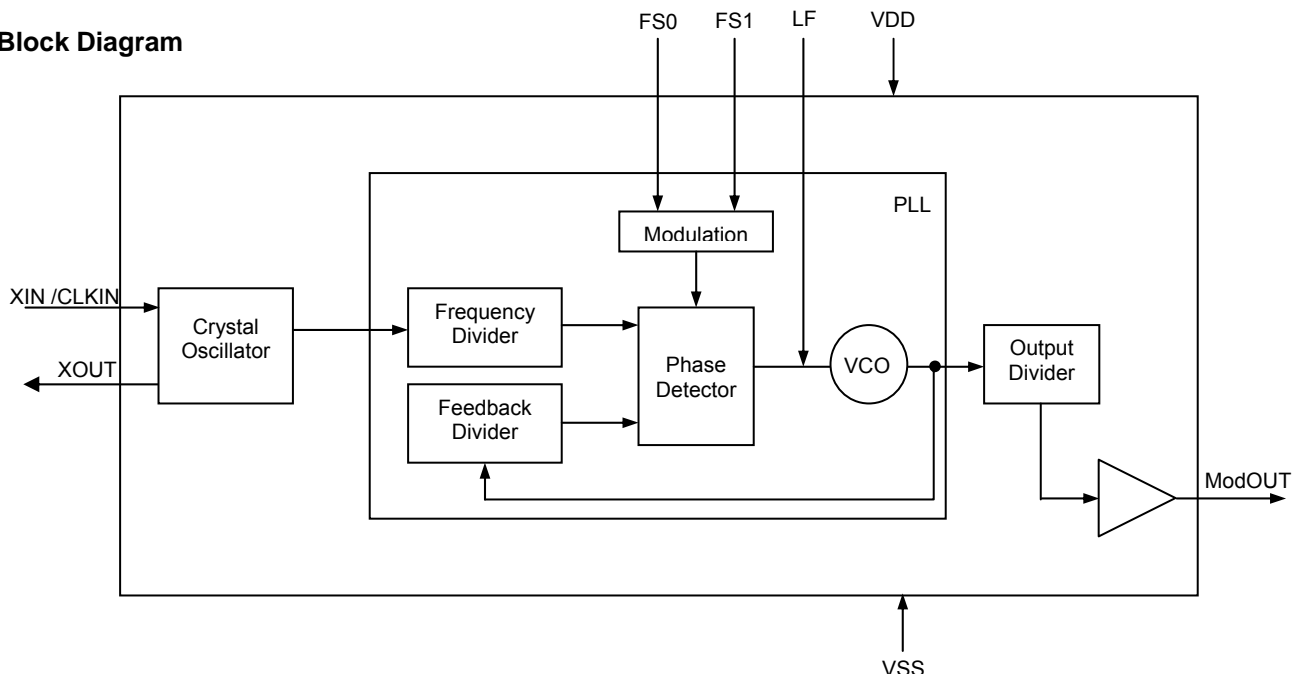 Block Diagram
FS0
FS1
LF
VDD
PLL
Modulation
XIN /CLKIN
XOUT
Crystal
Oscillator
Frequency
Divider
Feedback
Divider
Phase
Detector
VCO
Output
Divider
ModOUT
VSS